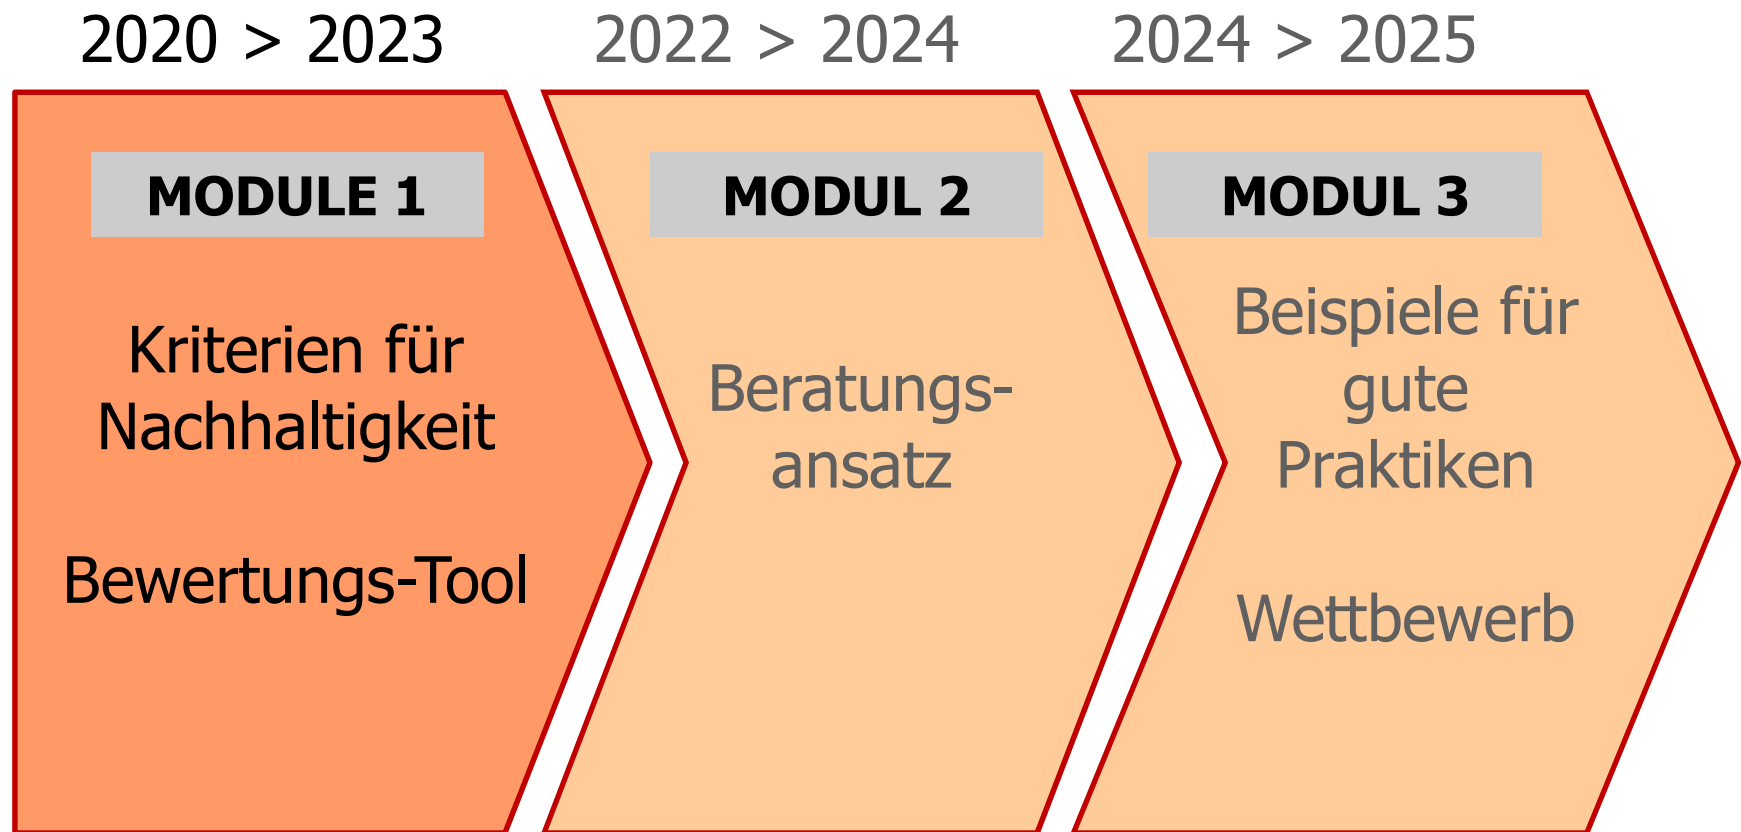 2020 > 2023
2022 > 2024
2024 > 2025
MODULE 1
Kriterien für
Nachhaltigkeit
Bewertungs-Tool
MODUL 2
Beratungs-
ansatz
MODUL 3
Beispiele für
gute
Praktiken
Wettbewerb